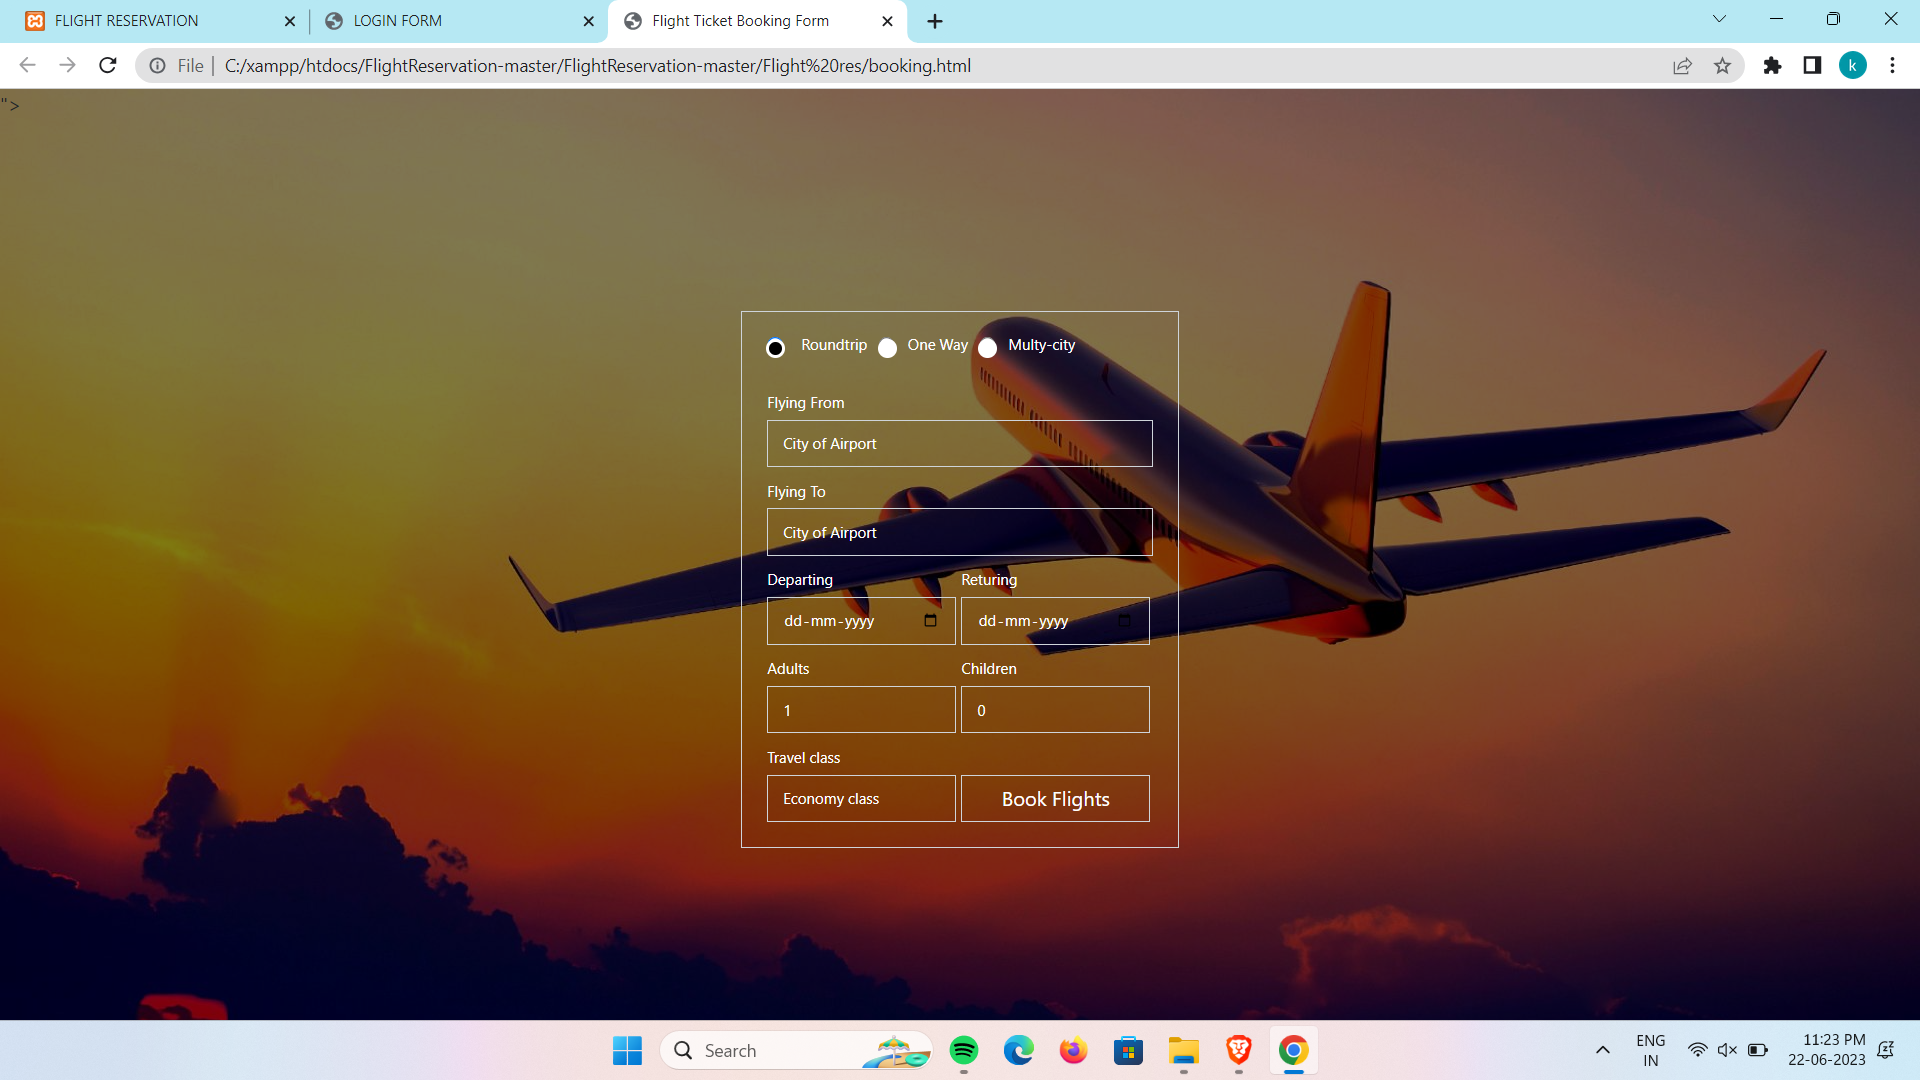 FLIGHT RESERVATION
LOGIN FORM
Flight Ticket Booking Form
File
C:/xampp/htdocs/FlightReservation-master/FlightReservation-master/Flight%20res/booking.html
k
">
Roundtrip One Way Multy-city
Flying From
City of Airport
Flying To
City of Airport
Departing Returing
dd-mm-yyyy dd-mm-yyyy
Adults Children
1 0
Travel class
Economy class Book Flights
Search
ENG
IN
11:23 PM
22-06-2023